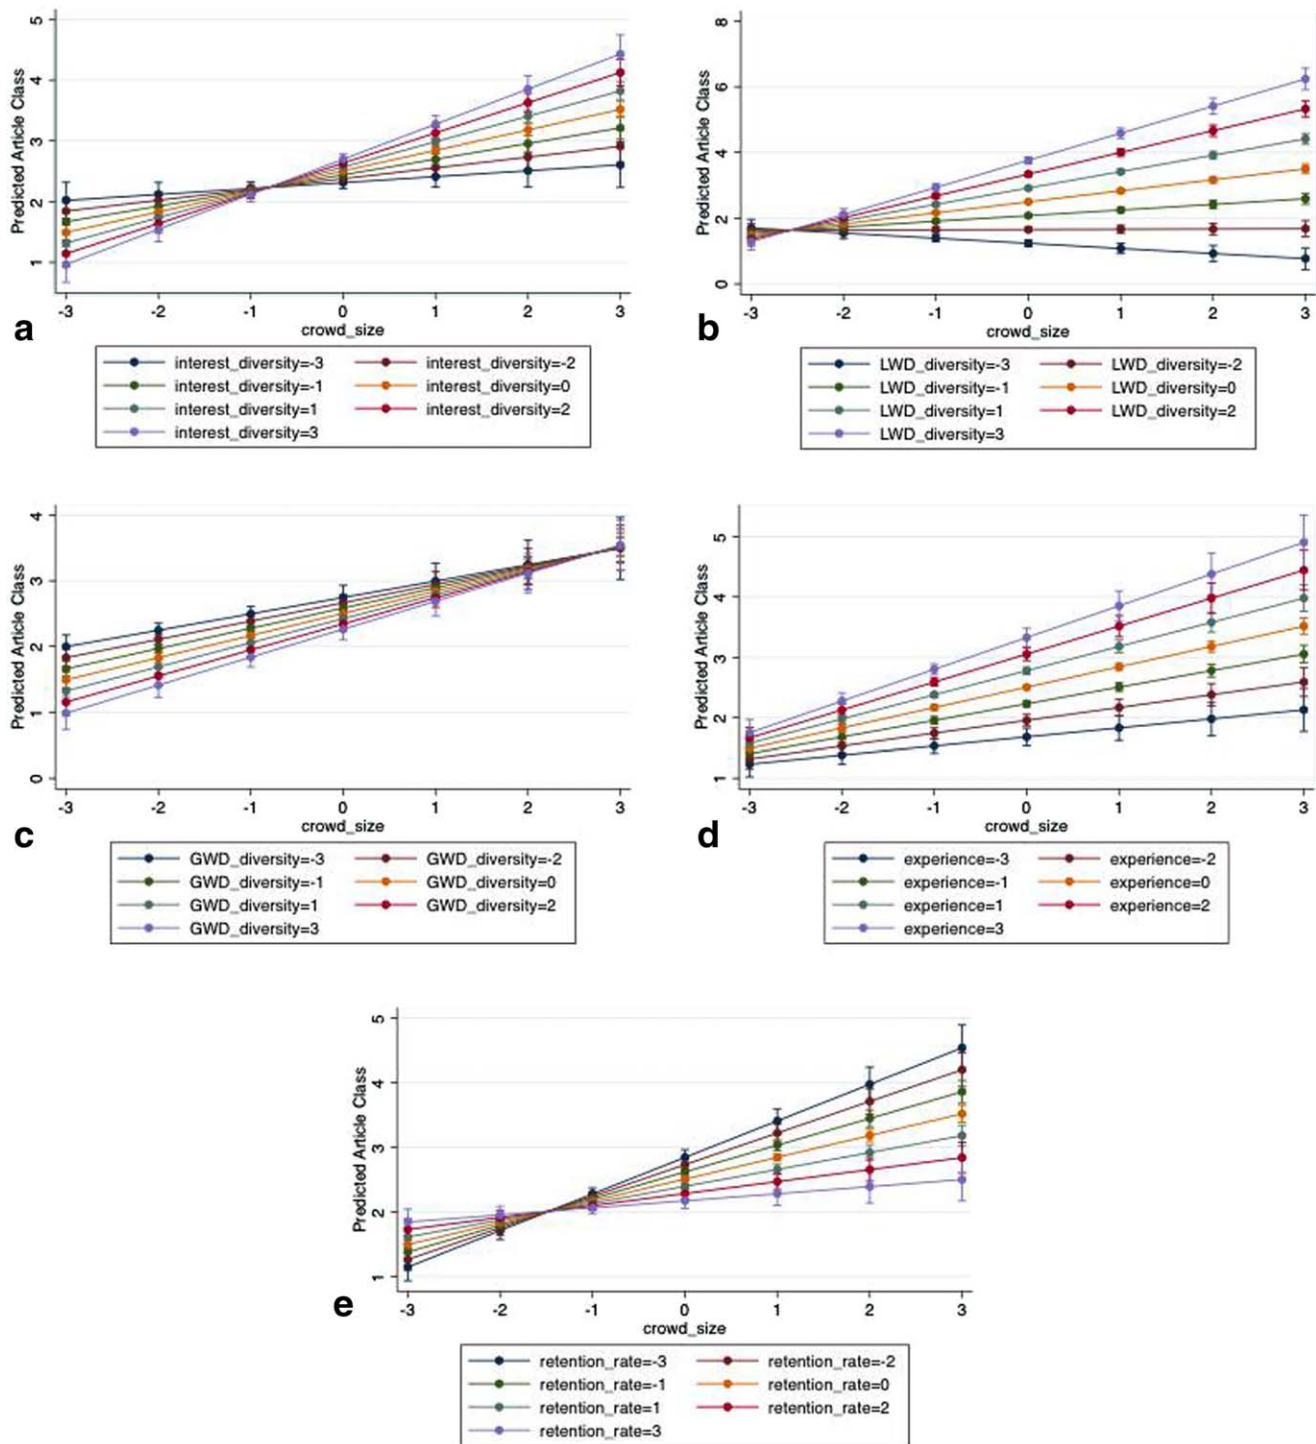 5
4
3
2
1
Predicted Article Class
-3 -2 -1 0 1 2 3
crowd_size
a
interest_diversity=-3 interest_diversity=-2
interest_diversity=-1 interest_diversity=0
interest_diversity=1 interest_diversity=2
interest_diversity=3
8
6
4
2
0
Predicted Article Class
-3 -2 -1 0 1 2 3
crowd_size
b
LWD_diversity=-3 LWD_diversity=-2
LWD_diversity=-1 LWD_diversity=0
LWD_diversity=1 LWD_diversity=2
LWD_diversity=3
4
3
2
1
0
Predicted Article Class
-3 -2 -1 0 1 2 3
crowd_size
c
GWD_diversity=-3 GWD_diversity=-2
GWD_diversity=-1 GWD_diversity=0
GWD_diversity=1 GWD_diversity=2
GWD_diversity=3
5
4
3
2
1
Predicted Article Class
-3 -2 -1 0 1 2 3
crowd_size
d
experience=-3 experience=-2
experience=-1 experience=0
experience=1 experience=2
experience=3
5
4
3
2
1
Predicted Article Class
-3 -2 -1 0 1 2 3
crowd_size
e
retention_rate=-3 retention_rate=-2
retention_rate=-1 retention_rate=0
retention_rate=1 retention_rate=2
retention_rate=3